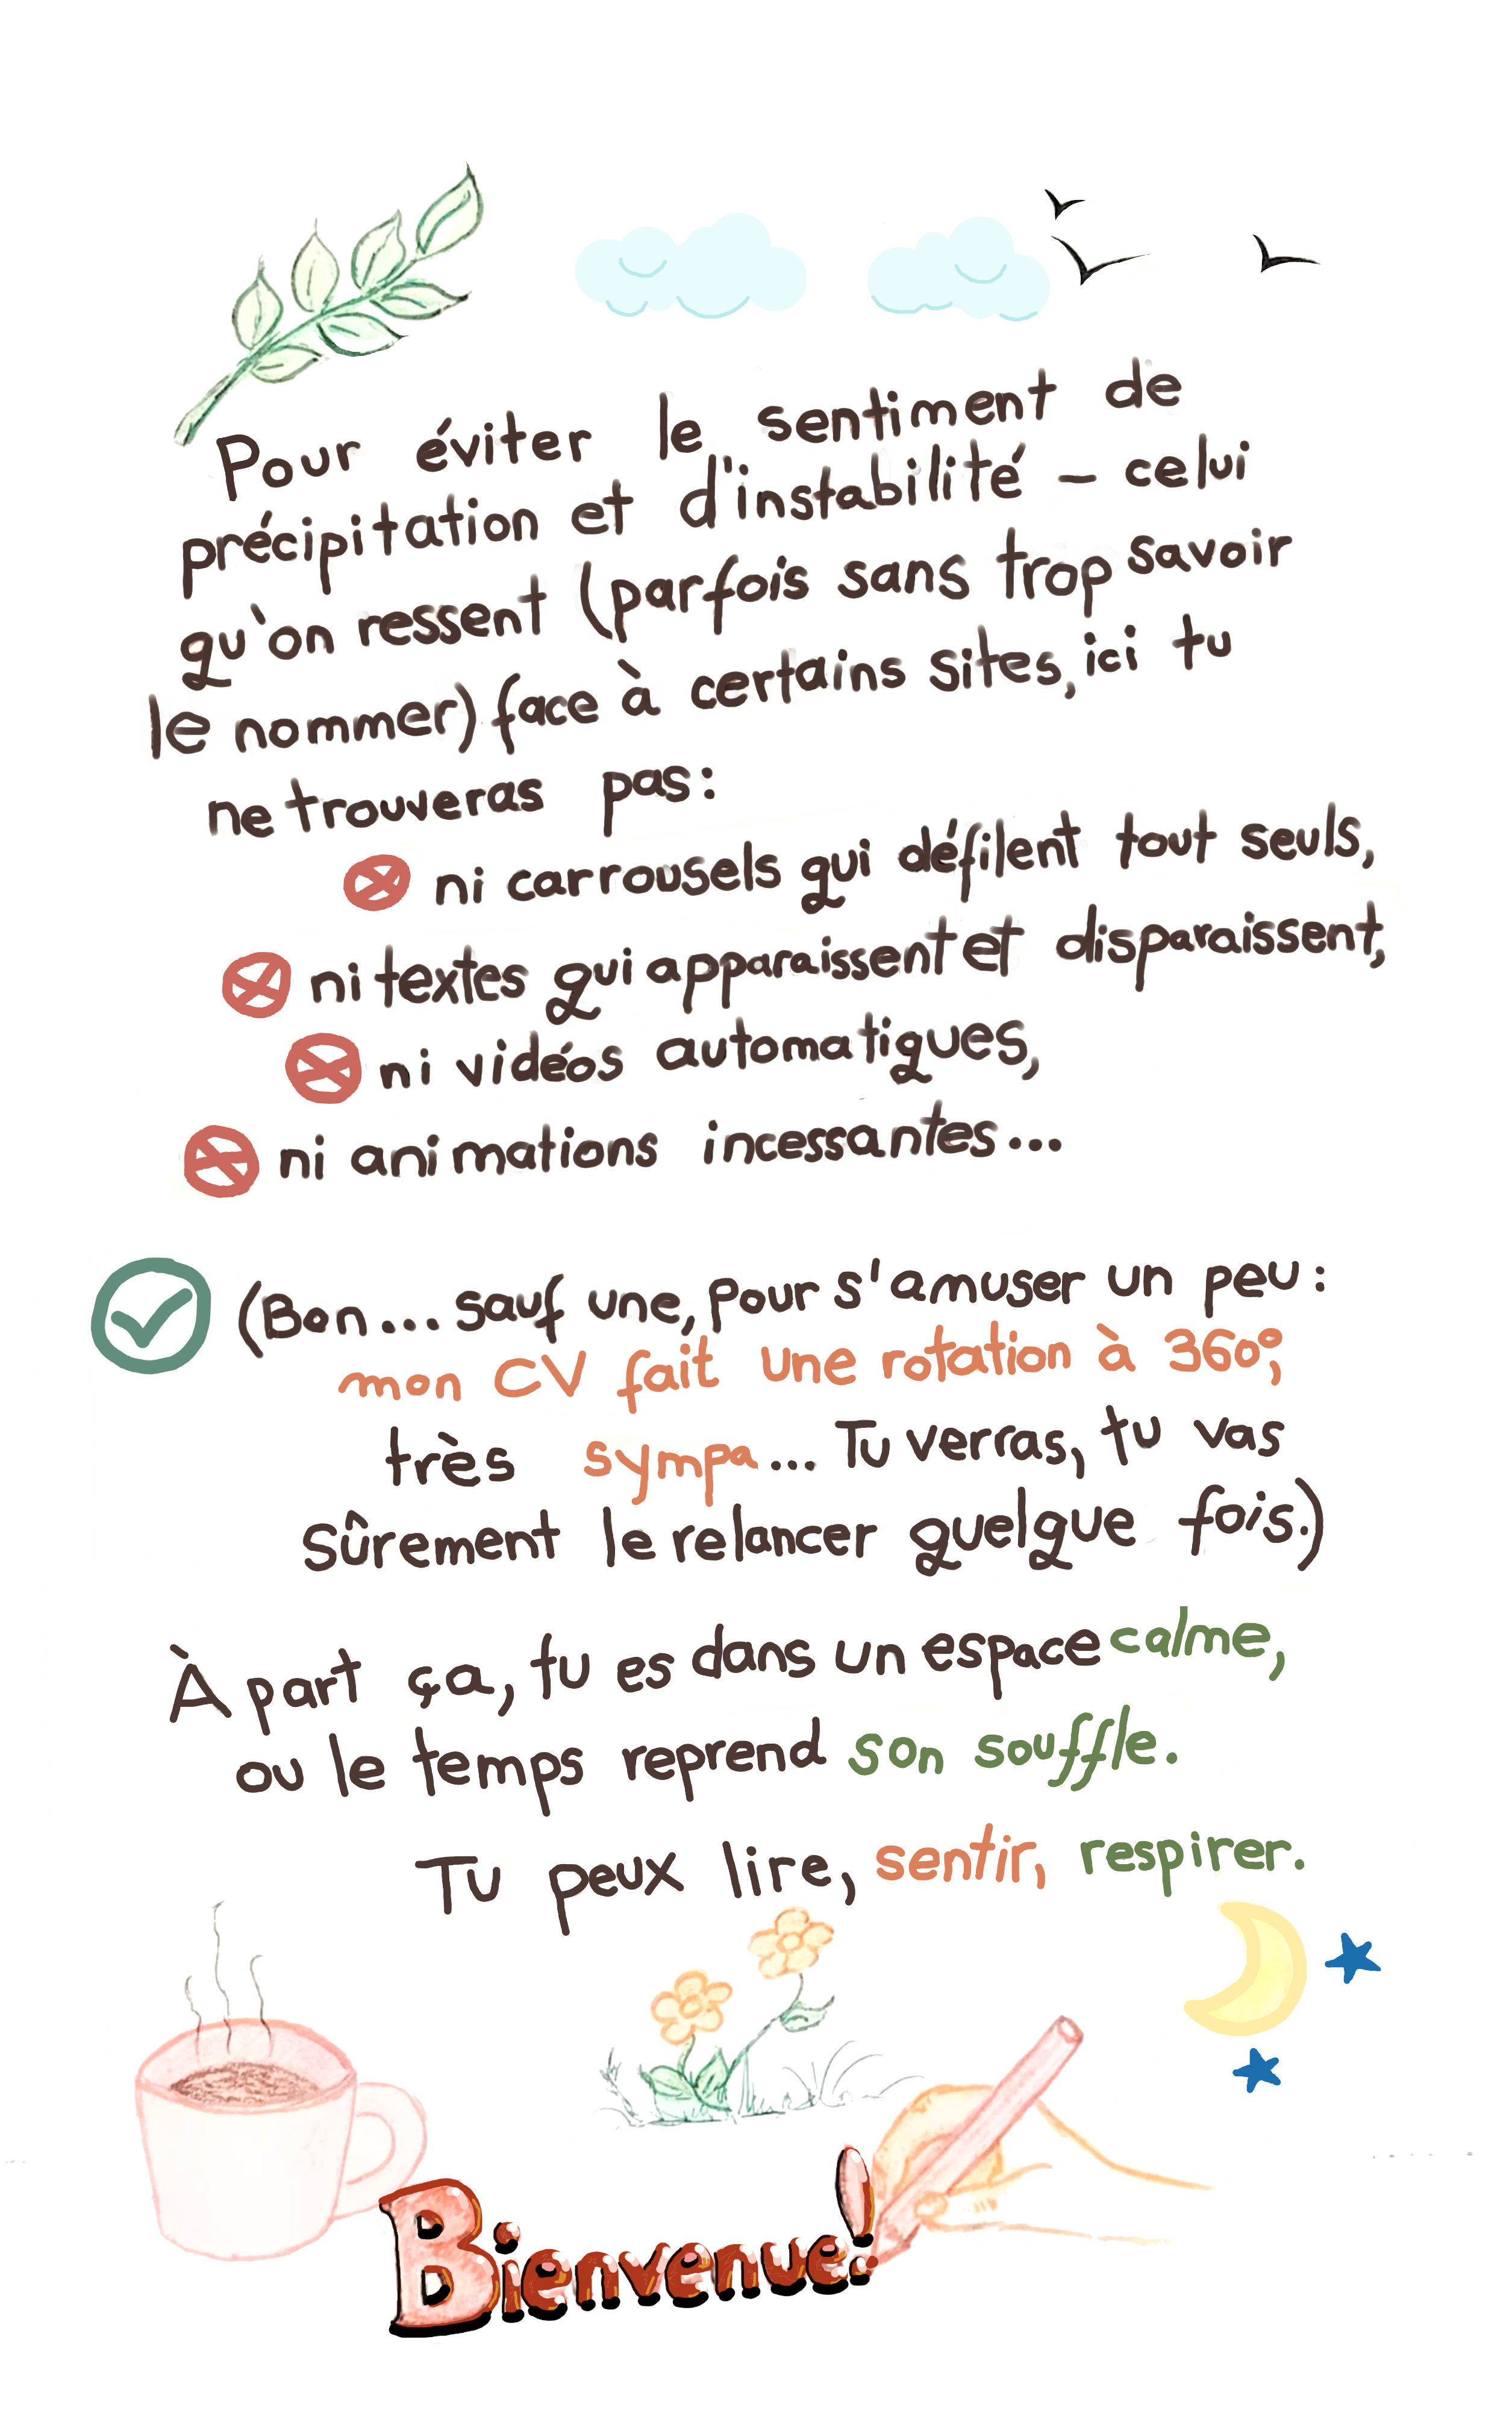 Pour éviter le sentiment de
précipitation et d'instabilité – celui
qu'on ressent (parfois sans trop savoir
le nommer) face à certains sites, ici tu
ne trouveras pas :
ni carrousels qui défilent tout seuls,
ni textes qui apparaissent et disparaissent,
ni vidéos automatiques,
ni animations incessantes...
(Bon... sauf une, pour s'amuser un peu :
mon CV fait une rotation à 360°,
très sympa... Tu verras, tu vas
sûrement le relancer quelque fois.)
À part ça, tu es dans un espace calme,
ou le temps reprend son souffle.
Tu peux lire, sentir, respirer.
Bienvenue!